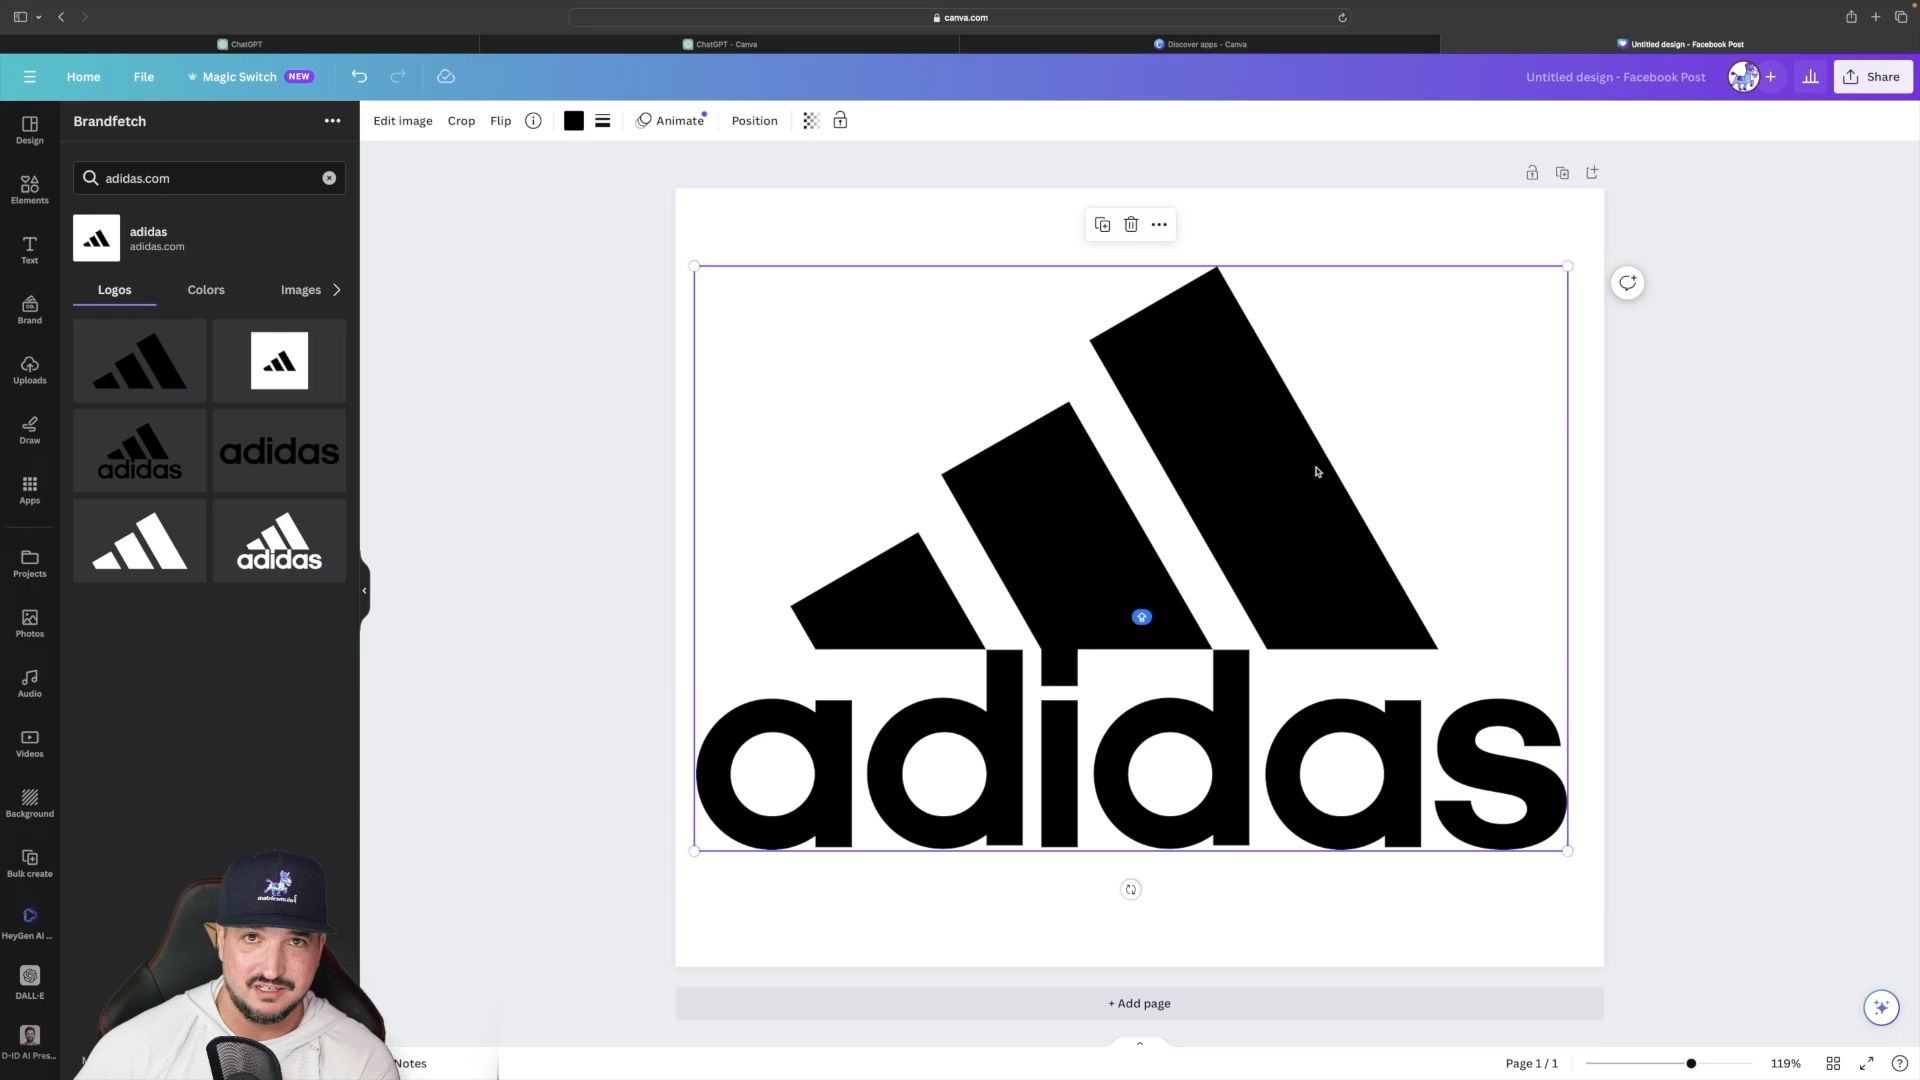 canva.com
ChatGPT
ChatGPT - Canva
Discover apps - Canva
Untitled design - Facebook Post
Home
File
Magic Switch
NEW
Untitled design - Facebook Post
Share
Design
Elements
Text
Brand
Uploads
Draw
Apps
Projects
Photos
Audio
Videos
Background
Bulk create
HeyGen AI ...
DALL·E
D-ID AI Pres...
Brandfetch
adidas.com
adidas
adidas.com
Logos
Colors
Images
adidas
adidas
adidas
Edit image
Crop
Flip
Animate
Position
adidas
+ Add page
Notes
Page 1 / 1
119%